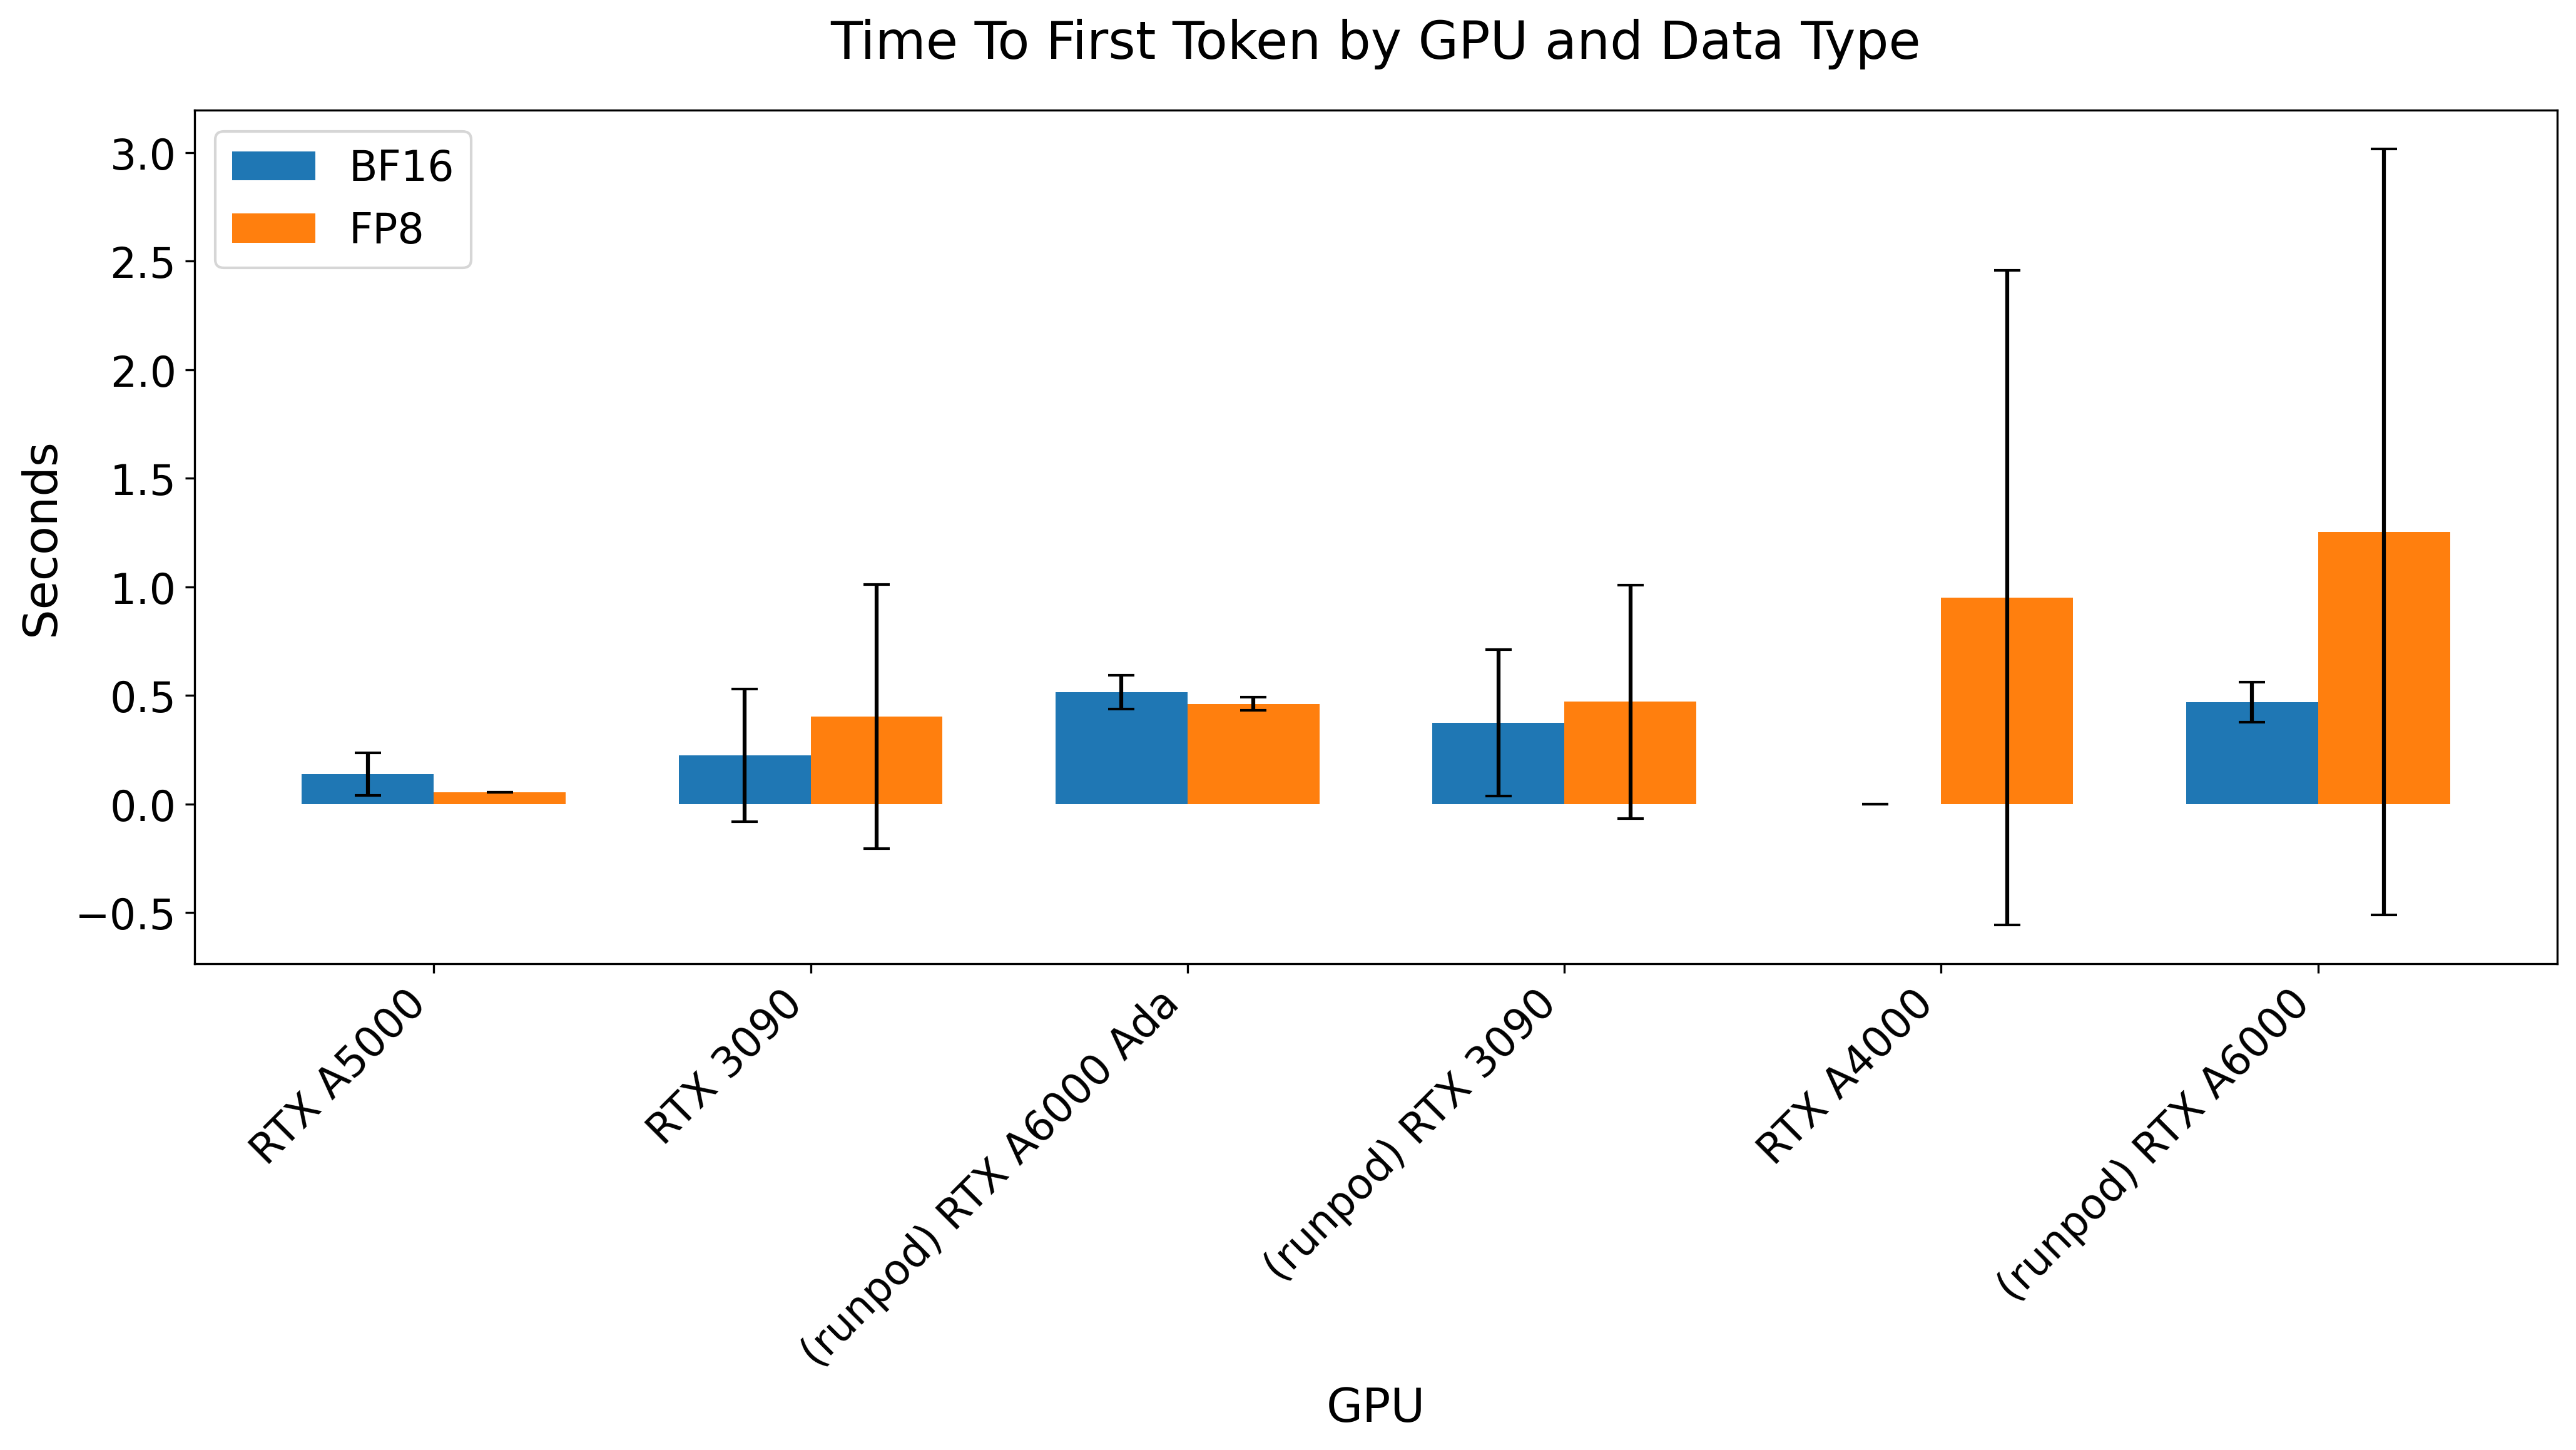 Time To First Token by GPU and Data Type
BF16
FP8
Seconds
3.0
2.5
2.0
1.5
1.0
0.5
0.0
−0.5
RTX A5000
RTX 3090
(runpod) RTX A6000 Ada
(runpod) RTX 3090
RTX A4000
(runpod) RTX A6000
GPU